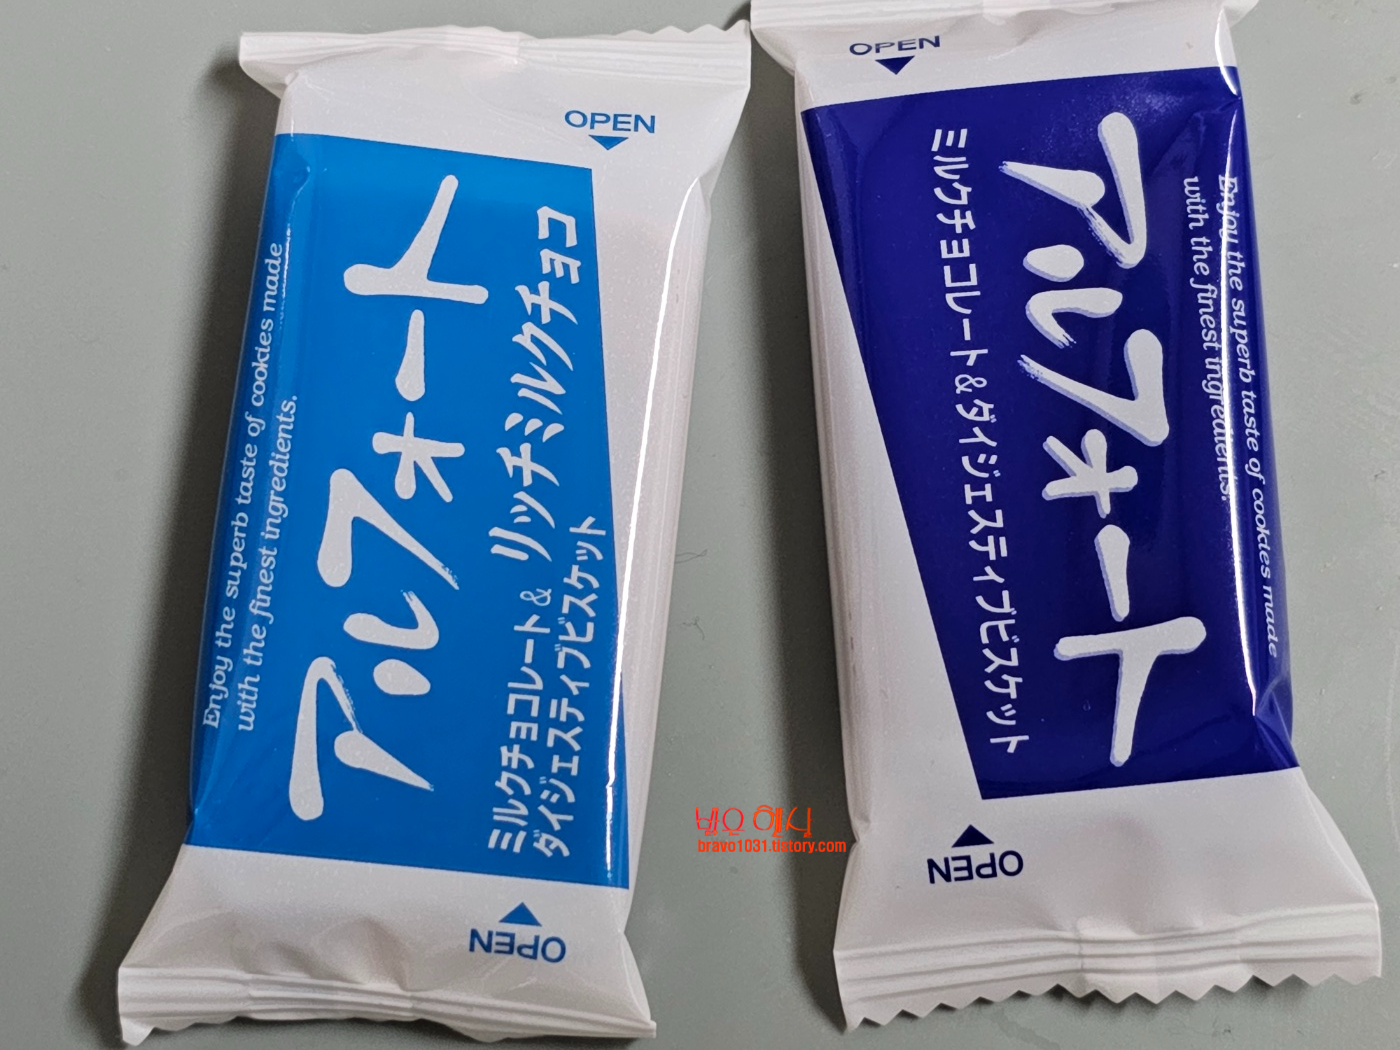 OPEN
アルフォート
Enjoy the superb taste of cookies made
with the finest ingredients.
ミルクチョコレート& リッチミルクチョコ
ダイジェスティブビスケット
OPEN
OPEN
Enjoy the superb taste of cookies made
with the finest ingredients.
アルフォート
ミルクチョコレート&ダイジェスティブビスケット
OPEN
bravo1031.tistory.com